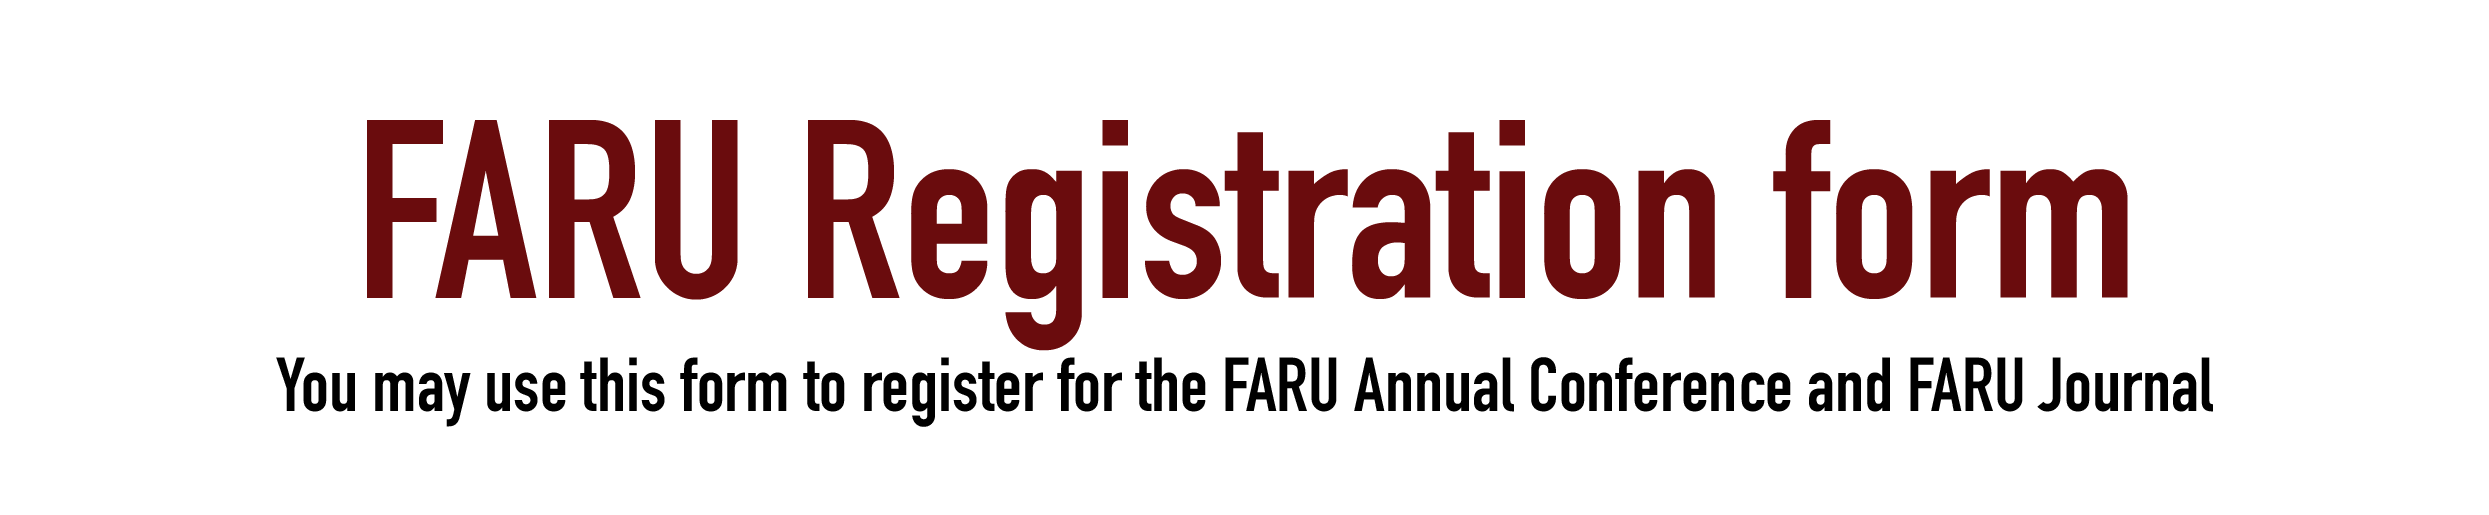 FARU Registration form
You may use this form to register for the FARU Annual Conference and FARU Journal